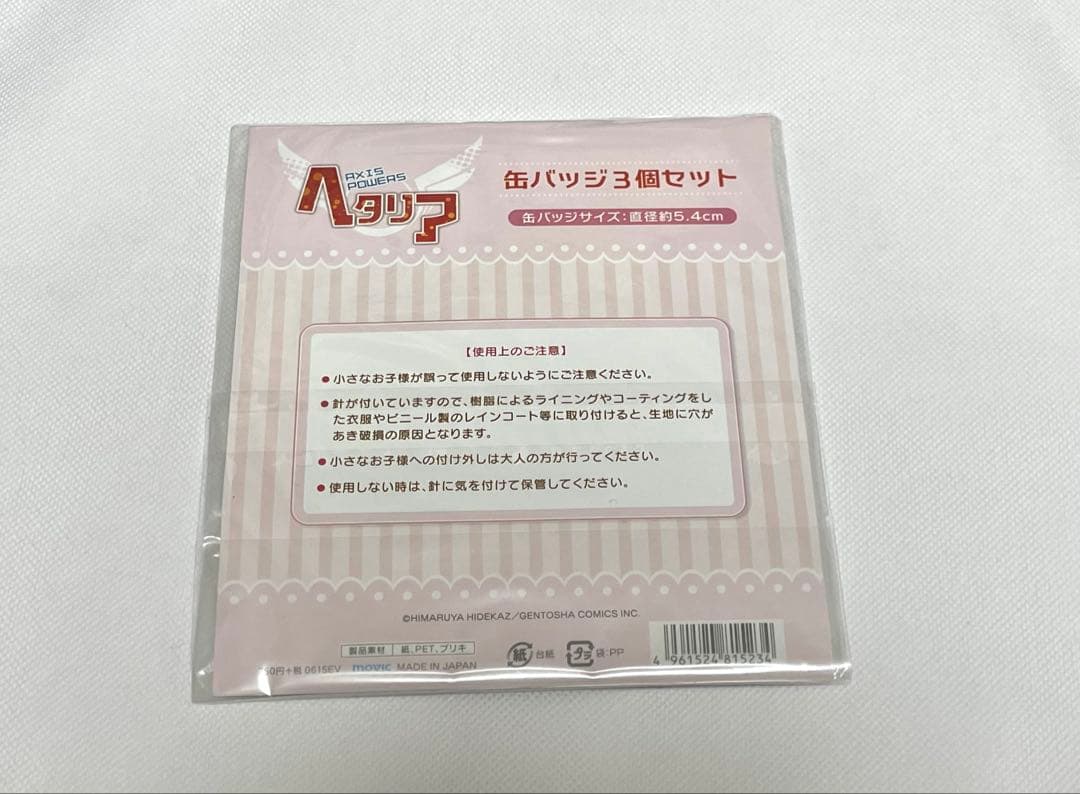 AXIS
POWERS
ヘタリア
缶バッジ3個セット
缶バッジサイズ：直径約5.4cm
【使用上のご注意】
●小さなお子様が誤って使用しないようにご注意ください。
●針が付いていますので、樹脂によるライニングやコーティングをし
た衣服やビニール製のレインコート等に取り付けると、生地に穴が
あき破損の原因となります。
●小さなお子様への付け外しは大人の方が行ってください。
●使用しない時は、針に気を付けて保管してください。
©HIMARUYA HIDEKAZ／GENTOSHA COMICS INC.
製品素材 紙、PET、ブリキ
50円+税 0615EV movic MADE IN JAPAN
紙 台紙 プラ 袋：PP
4 961524 815234